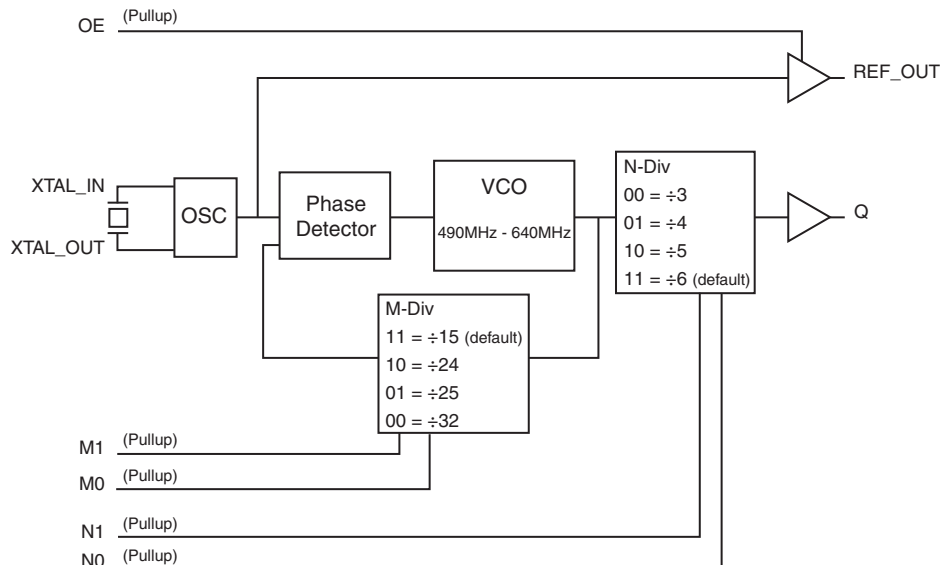 OE (Pullup)
REF_OUT
XTAL_IN
OSC
XTAL_OUT
Phase
Detector
VCO
490MHz - 640MHz
N-Div
00 = ÷3
01 = ÷4
10 = ÷5
11 = ÷6 (default)
Q
M-Div
11 = ÷15 (default)
10 = ÷24
01 = ÷25
00 = ÷32
M1 (Pullup)
M0 (Pullup)
N1 (Pullup)
N0 (Pullup)